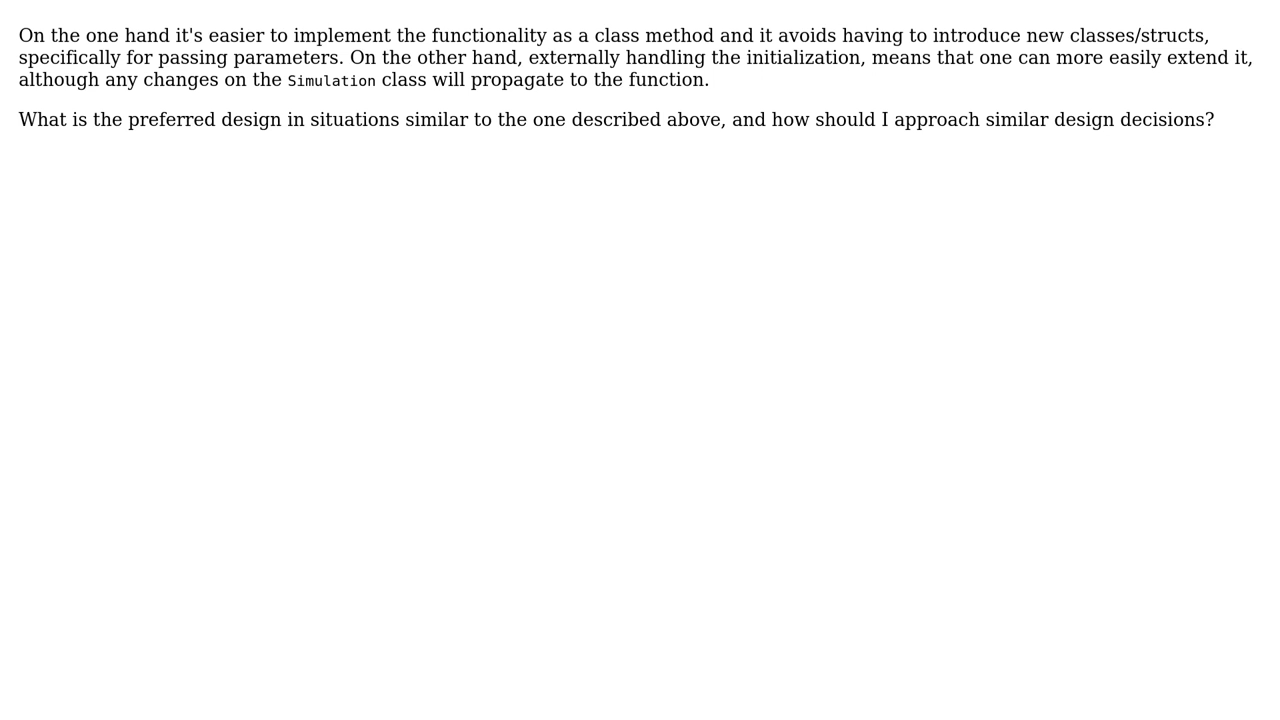 On the one hand it's easier to implement the functionality as a class method and it avoids having to introduce new classes/structs,
specifically for passing parameters. On the other hand, externally handling the initialization, means that one can more easily extend it,
although any changes on the Simulation class will propagate to the function.
What is the preferred design in situations similar to the one described above, and how should I approach similar design decisions?